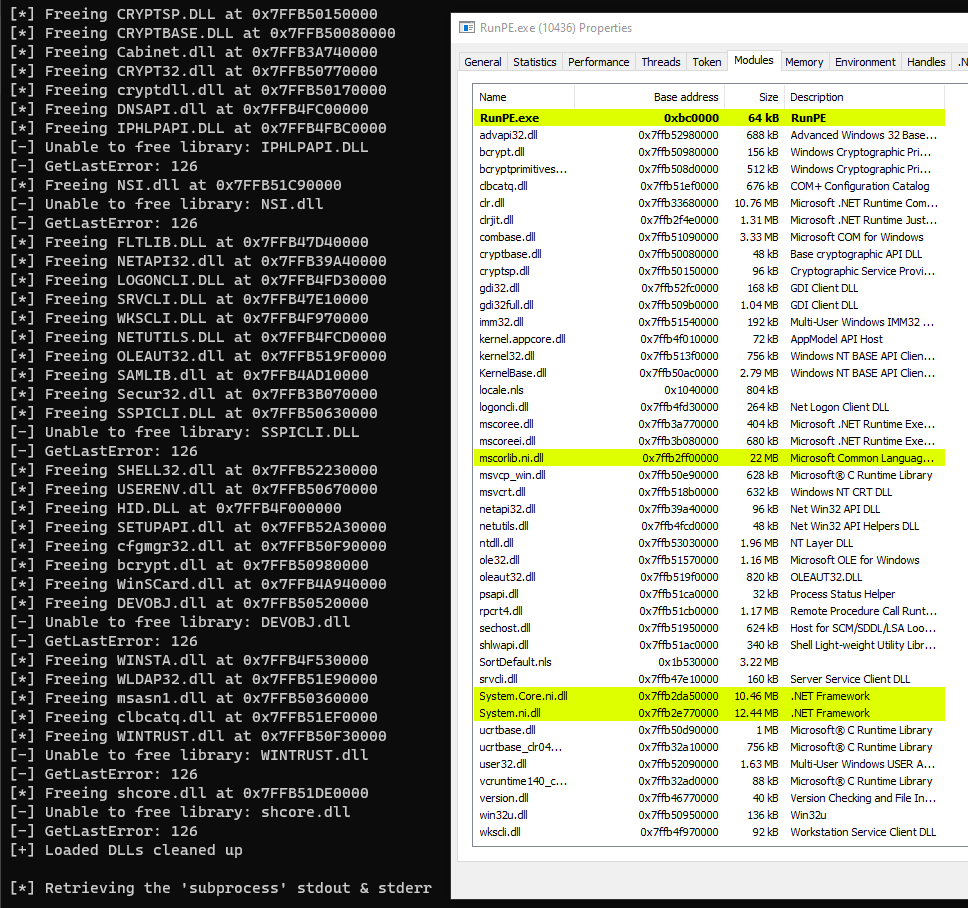 [*] Freeing CRYPTSP.DLL at 0x7FFB50150000
[*] Freeing CRYPTBASE.DLL at 0x7FFB50080000
[*] Freeing Cabinet.DLL at 0x7FFB3A740000
[*] Freeing CRYPT32.dll at 0x7FFB50770000
[*] Freeing cryptdll.dll at 0x7FFB50170000
[*] Freeing DNSAPI.dll at 0x7FFB4FC00000
[*] Freeing IPHLPAPI.DLL at 0x7FFB4FBC0000
[-] Unable to free library: IPHLPAPI.DLL
[-] GetLastError: 126
[*] Freeing NSI.dll at 0x7FFB51C90000
[-] Unable to free library: NSI.dll
[-] GetLastError: 126
[*] Freeing FLTLIB.DLL at 0x7FFB47D40000
[*] Freeing NETAPI32.dll at 0x7FFB39A40000
[*] Freeing LOGONCLI.DLL at 0x7FFB4FD30000
[*] Freeing SRVCLI.DLL at 0x7FFB47E10000
[*] Freeing WKSCLI.DLL at 0x7FFB4F970000
[*] Freeing NETUTILS.DLL at 0x7FFB4FCD0000
[*] Freeing OLEAUT32.dll at 0x7FFB519F0000
[*] Freeing SAMLIB.dll at 0x7FFB4AD10000
[*] Freeing Secur32.dll at 0x7FFB3B070000
[*] Freeing SSPICLI.DLL at 0x7FFB50630000
[-] Unable to free library: SSPICLI.DLL
[-] GetLastError: 126
[*] Freeing SHELL32.dll at 0x7FFB52230000
[*] Freeing USERENV.dll at 0x7FFB50670000
[*] Freeing HID.DLL at 0x7FFB4F000000
[*] Freeing SETUPAPI.dll at 0x7FFB52A30000
[*] Freeing cfgmgr32.dll at 0x7FFB50F90000
[*] Freeing bcrypt.dll at 0x7FFB50980000
[*] Freeing WinSCard.dll at 0x7FFB4A940000
[*] Freeing DEVOBJ.dll at 0x7FFB50520000
[-] Unable to free library: DEVOBJ.dll
[-] GetLastError: 126
[*] Freeing WINSTA.dll at 0x7FFB4F530000
[*] Freeing WLDAP32.dll at 0x7FFB51E90000
[*] Freeing msasn1.dll at 0x7FFB50360000
[*] Freeing clbcatq.dll at 0x7FFB51EF0000
[*] Freeing WINTRUST.dll at 0x7FFB50F30000
[-] Unable to free library: WINTRUST.dll
[-] GetLastError: 126
[*] Freeing shcore.dll at 0x7FFB51DE0000
[-] Unable to free library: shcore.dll
[-] GetLastError: 126
[+] Loaded DLLs cleaned up
[*] Retrieving the 'subprocess' stdout & stderr
RunPE.exe (10436) Properties
General Statistics Performance Threads Token Modules Memory Environment Handles .N
Name Base address Size Description
RunPE.exe 0xbc0000 64 kB RunPE
advapi32.dll 0x7ffb52980000 688 kB Advanced Windows 32 Base...
bcrypt.dll 0x7ffb50980000 156 kB Windows Cryptographic Pri...
bcryptprimitives... 0x7ffb508d0000 512 kB Windows Cryptographic Pri...
clbcatq.dll 0x7ffb51ef0000 676 kB COM+ Configuration Catalog
clr.dll 0x7ffb33680000 10.76 MB Microsoft .NET Runtime Com...
clrjit.dll 0x7ffb2f4e0000 1.31 MB Microsoft .NET Runtime Just...
combase.dll 0x7ffb51090000 3.33 MB Microsoft COM for Windows
cryptbase.dll 0x7ffb50080000 48 kB Base cryptographic API DLL
cryptsp.dll 0x7ffb50150000 96 kB Cryptographic Service Provi...
gdi32.dll 0x7ffb52fc0000 168 kB GDI Client DLL
gdi32full.dll 0x7ffb509b0000 1.04 MB GDI Client DLL
imm32.dll 0x7ffb51540000 192 kB Multi-User Windows IMM32 ...
kernel.appcore.dll 0x7ffb4f010000 72 kB AppModel API Host
kernel32.dll 0x7ffb513f0000 756 kB Windows NT BASE API Clien...
KernelBase.dll 0x7ffb50ac0000 2.79 MB Windows NT BASE API Clien...
locale.nls 0x1040000 804 kB
logoncli.dll 0x7ffb4fd30000 264 kB Net Logon Client DLL
mscoree.dll 0x7ffb3a770000 404 kB Microsoft .NET Runtime Exe...
mscoreei.dll 0x7ffb3b080000 680 kB Microsoft .NET Runtime Exe...
mscorlib.ni.dll 0x7ffb2ff00000 22 MB Microsoft Common Languag...
msvcp_win.dll 0x7ffb50e90000 628 kB Microsoft® C Runtime Library
msvcrt.dll 0x7ffb518b0000 632 kB Windows NT CRT DLL
netapi32.dll 0x7ffb39a40000 96 kB Net Win32 API DLL
netutils.dll 0x7ffb4fcd0000 48 kB Net Win32 API Helpers DLL
ntdll.dll 0x7ffb53030000 1.96 MB NT Layer DLL
ole32.dll 0x7ffb51570000 1.16 MB Microsoft OLE for Windows
oleaut32.dll 0x7ffb519f0000 820 kB OLEAUT32.DLL
psapi.dll 0x7ffb51ca0000 32 kB Process Status Helper
rpcrt4.dll 0x7ffb51cb0000 1.17 MB Remote Procedure Call Runt...
sechost.dll 0x7ffb51950000 624 kB Host for SCM/SDDL/LSA Loo...
shlwapi.dll 0x7ffb51ac0000 340 kB Shell Light-weight Utility Libr...
SortDefault.nls 0x1b530000 3.22 MB
srvcli.dll 0x7ffb47e10000 160 kB Server Service Client DLL
System.Core.ni.dll 0x7ffb2da50000 10.46 MB .NET Framework
System.ni.dll 0x7ffb2e770000 12.44 MB .NET Framework
ucrtbase.dll 0x7ffb50d90000 1 MB Microsoft® C Runtime Library
ucrtbase_clr04... 0x7ffb32a10000 756 kB Microsoft® C Runtime Library
user32.dll 0x7ffb52090000 1.63 MB Multi-User Windows USER A...
vcruntime140_c... 0x7ffb32ad0000 88 kB Microsoft® C Runtime Library
version.dll 0x7ffb46770000 40 kB Version Checking and File In...
win32u.dll 0x7ffb50950000 136 kB Win32u
wkscli.dll 0x7ffb4f970000 92 kB Workstation Service Client DLL